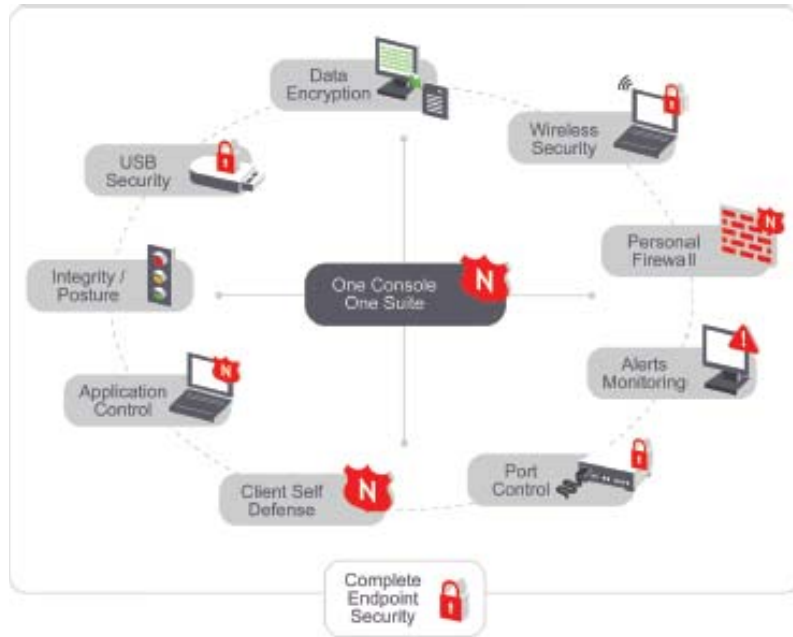 Data
Encryption
Wireless
Security
USB
Security
Personal
Firewall
Integrity /
Posture
One Console
One Suite
N
N
Alerts
Monitoring
Application
Control
N
Port
Control
Client Self
Defense
N
Complete
Endpoint
Security